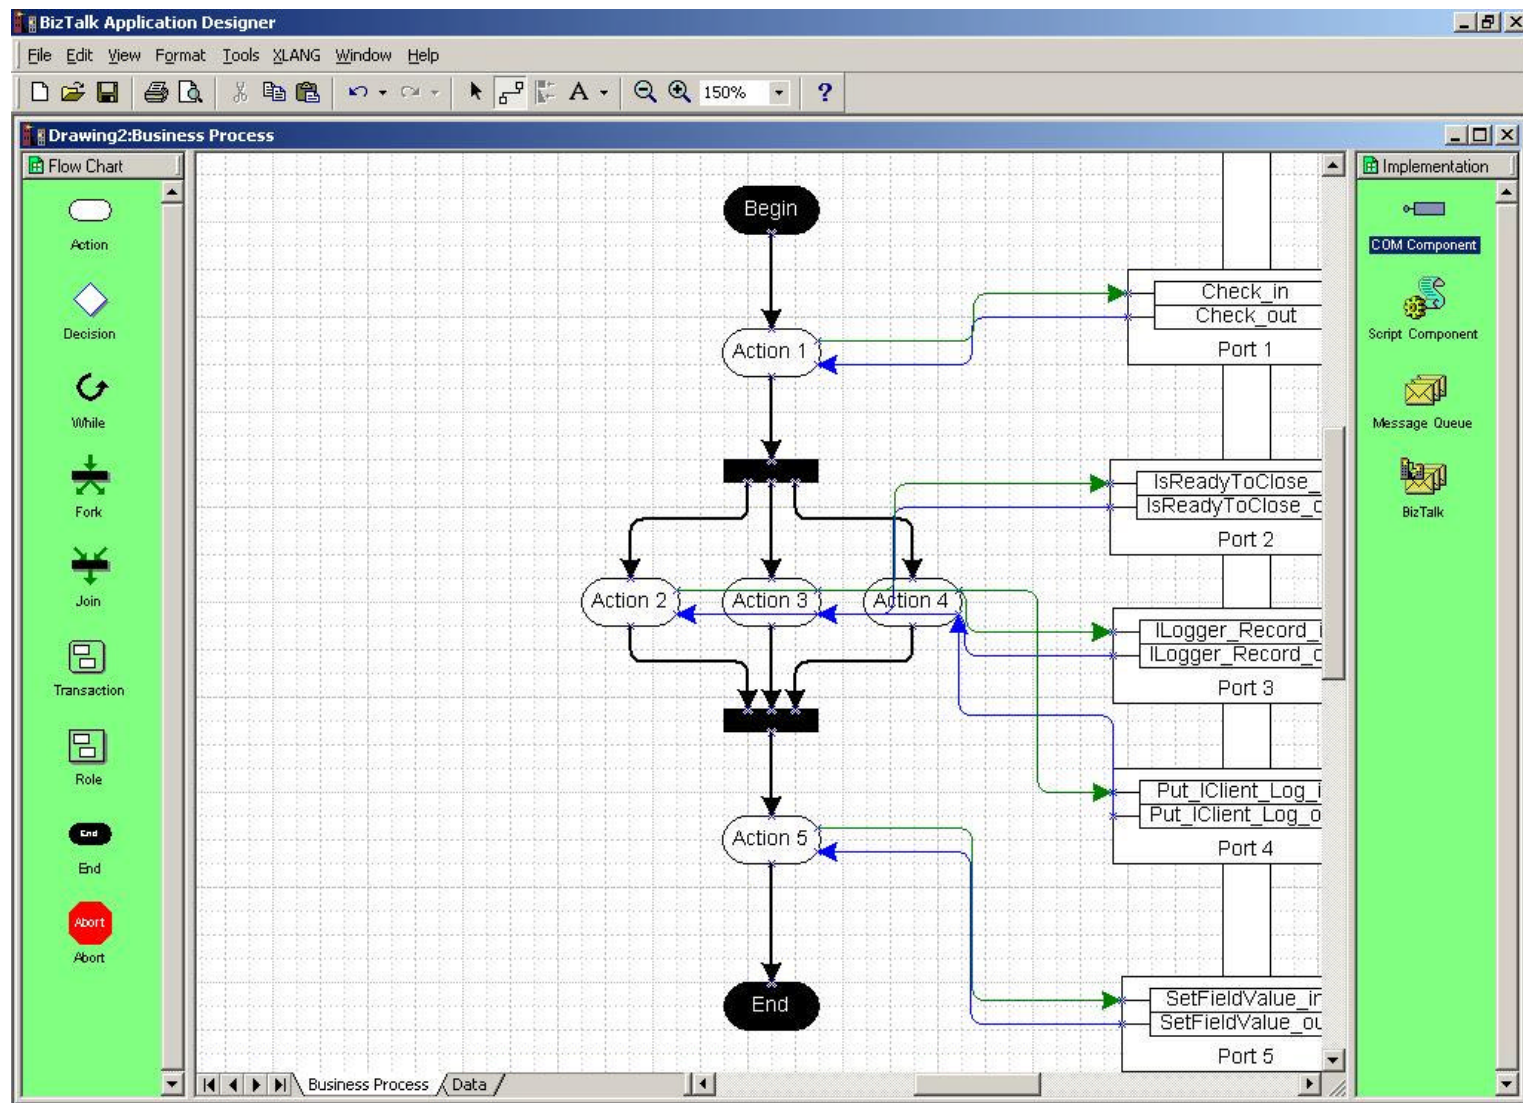 BizTalk Application Designer
File Edit View Format Tools XLANG Window Help
A 150% ?
Drawing2:Business Process
Flow Chart
Action
Decision
While
Fork
Join
Transaction
Role
End
End
Abort
Abort
Begin
Action 1
Action 2 Action 3 Action 4
Action 5
End
Check_in
Check_out
Port 1
IsReadyToClose_
IsReadyToClose_o
Port 2
ILogger_Record_i
ILogger_Record_o
Port 3
Put_IClient_Log_i
Put_IClient_Log_o
Port 4
SetFieldValue_in
SetFieldValue_ou
Port 5
Implementation
COM Component
Script Component
Message Queue
BizTalk
Business Process Data